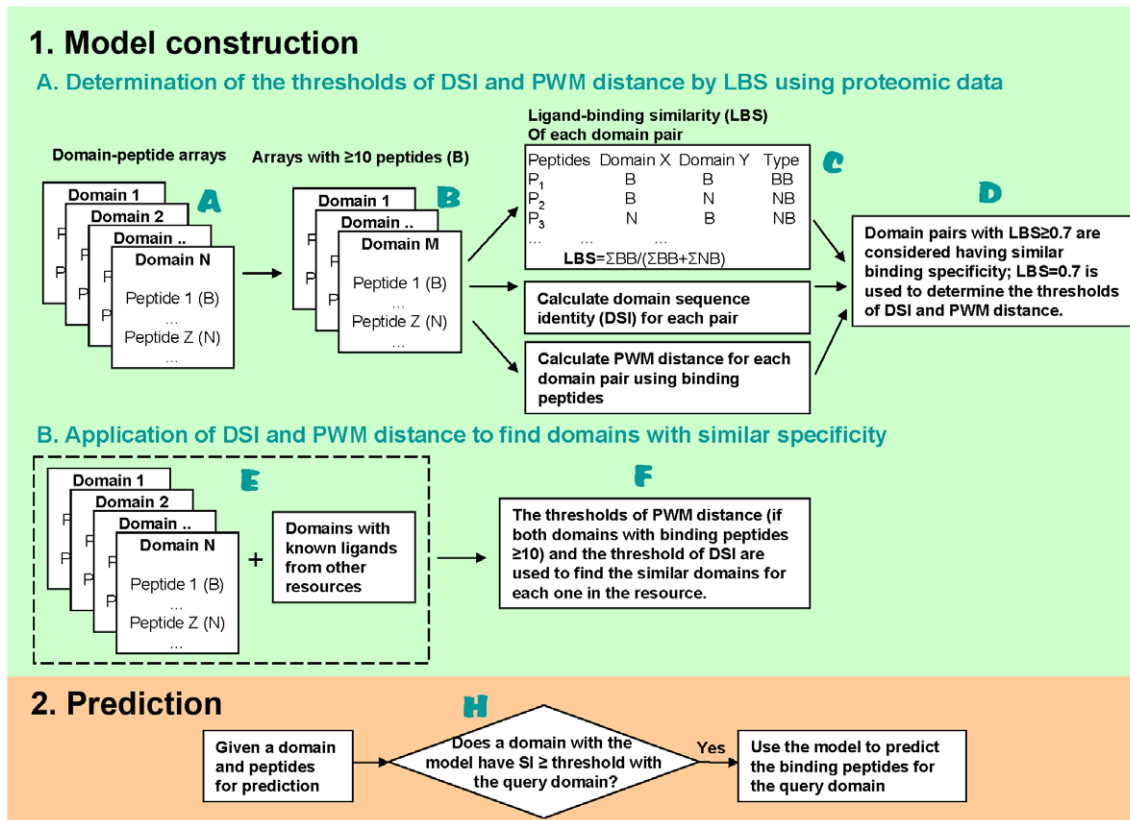 1. Model construction
A. Determination of the thresholds of DSI and PWM distance by LBS using proteomic data
Domain-peptide arrays
Domain 1
Domain 2
Domain ..
Domain N
P
P
Peptide 1 (B)
...
Peptide Z (N)
...
A
Arrays with ≥10 peptides (B)
Domain 1
Domain ..
Domain M
Peptide 1 (B)
...
Peptide Z (N)
...
B
Ligand-binding similarity (LBS)
Of each domain pair
Peptides Domain X Domain Y Type
P1 B B BB
P2 B N NB
P3 N B NB
... ... ...
LBS=ΣBB/(ΣBB+ΣNB)
C
Calculate domain sequence
identity (DSI) for each pair
Calculate PWM distance for each
domain pair using binding
peptides
D
Domain pairs with LBS≥0.7 are
considered having similar
binding specificity; LBS=0.7 is
used to determine the thresholds
of DSI and PWM distance.
B. Application of DSI and PWM distance to find domains with similar specificity
Domain 1
Domain 2
Domain ..
Domain N
Peptide 1 (B)
...
Peptide Z (N)
...
E
+
Domains with
known ligands
from other
resources
F
The thresholds of PWM distance (if
both domains with binding peptides
≥10) and the threshold of DSI are
used to find the similar domains for
each one in the resource.
2. Prediction
H
Given a domain
and peptides
for prediction
Does a domain with the
model have SI ≥ threshold with
the query domain?
Yes
Use the model to predict
the binding peptides for
the query domain